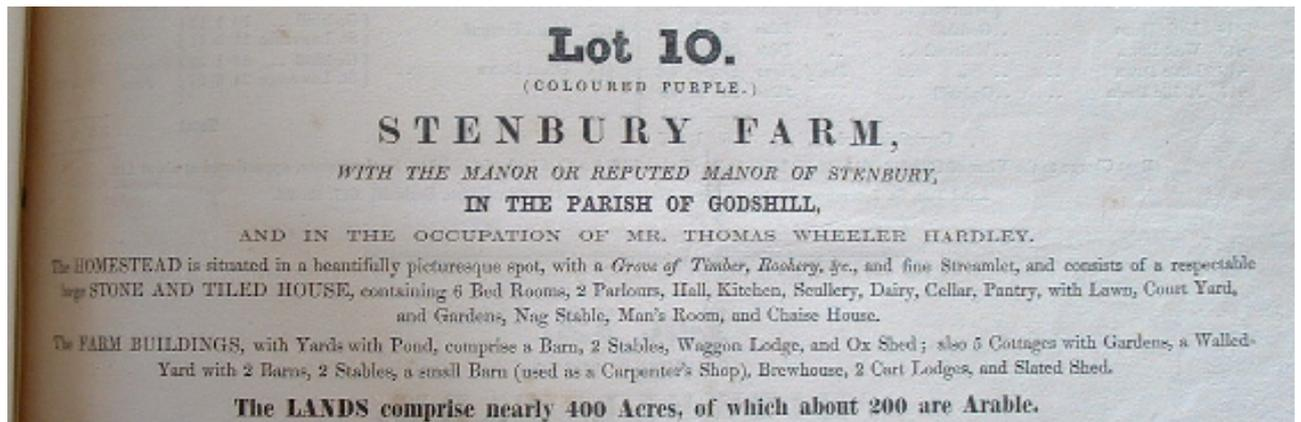 Lot 10.
(COLOURED PURPLE.)
STENBURY FARM,
WITH THE MANOR OR REPUTED MANOR OF STENBURY,
IN THE PARISH OF GODSHILL,
AND IN THE OCCUPATION OF MR. THOMAS WHEELER HARDLEY.
The HOMESTEAD is situated in a beautifully picturesque spot, with a Grove of Timber, Rookery, &c., and fine Streamlet, and consists of a respectable
large STONE AND TILED HOUSE, containing 6 Bed Rooms, 2 Parlours, Hall, Kitchen, Scullery, Dairy, Cellar, Pantry, with Lawn, Court Yard,
and Gardens, Nag Stable, Man's Room, and Chaise House.
The FARM BUILDINGS, with Yards with Pond, comprise a Barn, 2 Stables, Waggon Lodge, and Ox Shed; also 5 Cottages with Gardens, a Walled-
Yard with 2 Barns, 2 Stables, a small Barn (used as a Carpenter's Shop), Brewhouse, 2 Cart Lodges, and Slated Shed.
The LANDS comprise nearly 400 Acres, of which about 200 are Arable.